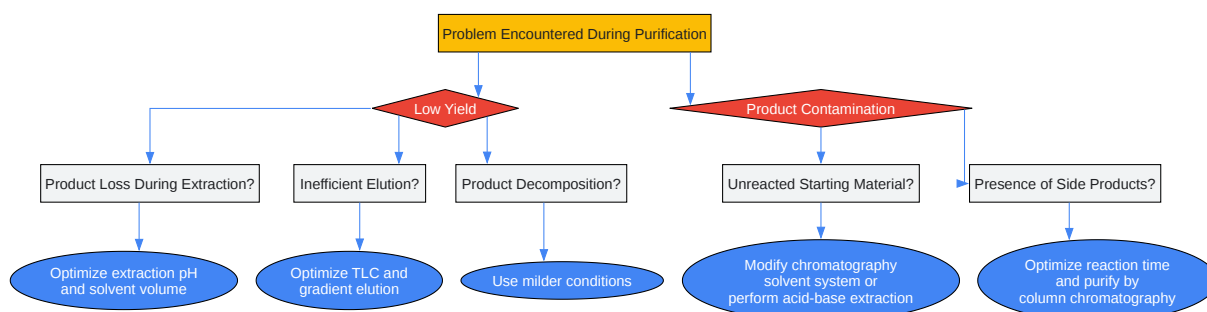 Problem Encountered During Purification
Low Yield
Product Contamination
Product Loss During Extraction?
Inefficient Elution?
Product Decomposition?
Unreacted Starting Material?
Presence of Side Products?
Optimize extraction pH
and solvent volume
Optimize TLC and
gradient elution
Use milder conditions
Modify chromatography
solvent system or
perform acid-base extraction
Optimize reaction time
and purify by
column chromatography